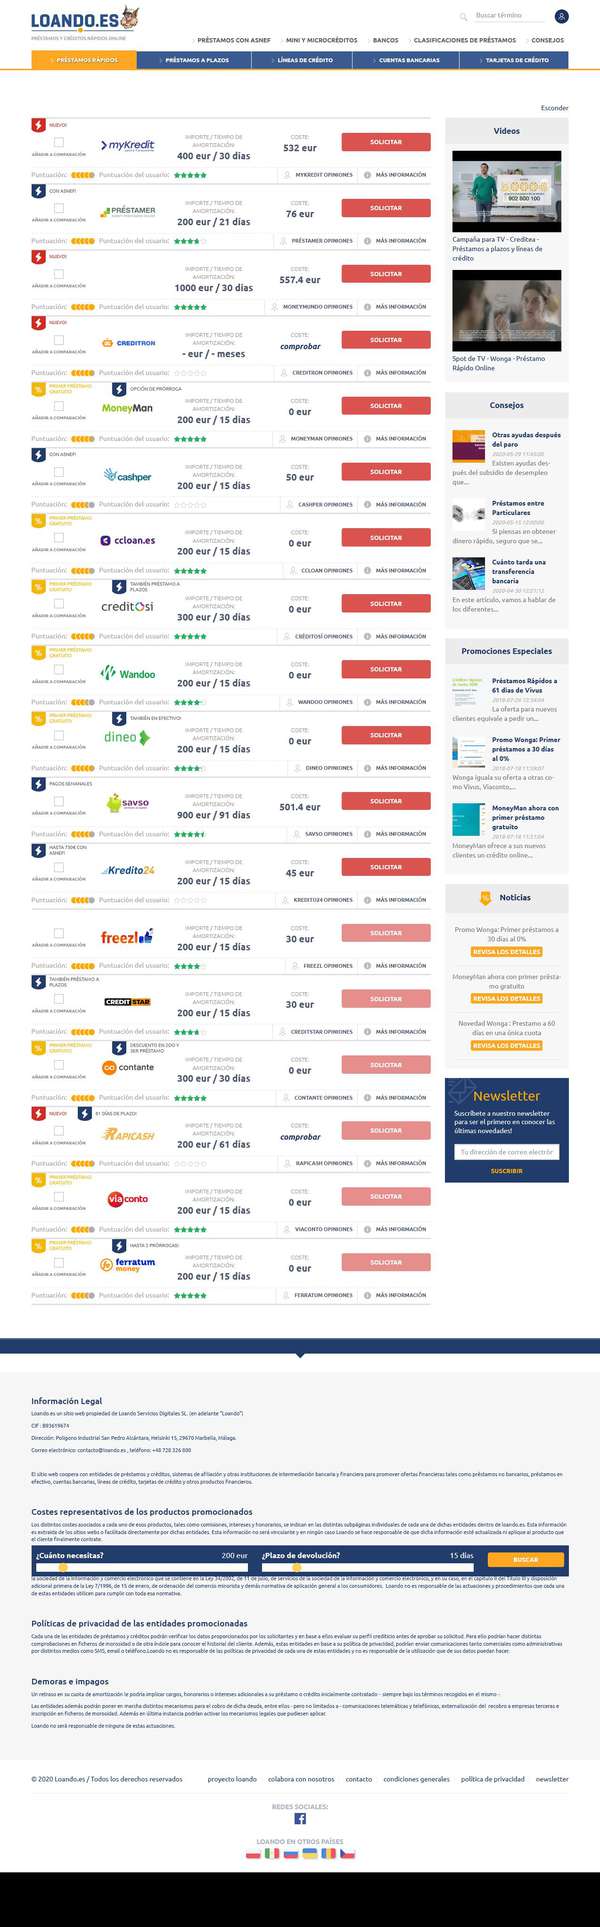 LOANDO.ES
PRÉSTAMOS Y CRÉDITOS RÁPIDOS ONLINE
Buscar término
PRÉSTAMOS CON ASNEF
MINI Y MICROCRÉDITOS
BANCOS
CLASIFICACIONES DE PRÉSTAMOS
CONSEJOS
PRÉSTAMOS RÁPIDOS
PRÉSTAMOS A PLAZOS
LÍNEAS DE CRÉDITO
CUENTAS BANCARIAS
TARJETAS DE CRÉDITO
Esconder
NUEVO!
AÑADIR A COMPARACIÓN
myKredit
IMPORTE / TIEMPO DE AMORTIZACIÓN:
400 eur / 30 días
COSTE:
532 eur
SOLICITAR
Puntuación:
Puntuación del usuario:
MYKREDIT OPINIONES
MÁS INFORMACIÓN
CON ASNEF!
AÑADIR A COMPARACIÓN
PRÉSTAMER
IMPORTE / TIEMPO DE AMORTIZACIÓN:
200 eur / 21 días
COSTE:
76 eur
SOLICITAR
Puntuación:
Puntuación del usuario:
PRÉSTAMER OPINIONES
MÁS INFORMACIÓN
NUEVO!
AÑADIR A COMPARACIÓN
IMPORTE / TIEMPO DE AMORTIZACIÓN:
1000 eur / 30 días
COSTE:
557.4 eur
SOLICITAR
Puntuación:
Puntuación del usuario:
MONEYMUNDO OPINIONES
MÁS INFORMACIÓN
NUEVO!
AÑADIR A COMPARACIÓN
CREDITRON
IMPORTE / TIEMPO DE AMORTIZACIÓN:
- eur / - meses
COSTE:
comprobar
SOLICITAR
Puntuación:
Puntuación del usuario:
CREDITRON OPINIONES
MÁS INFORMACIÓN
PRIMER PRÉSTAMO GRATUITO
OPCIÓN DE PRÓRROGA
AÑADIR A COMPARACIÓN
MoneyMan
IMPORTE / TIEMPO DE AMORTIZACIÓN:
200 eur / 15 días
COSTE:
0 eur
SOLICITAR
Puntuación:
Puntuación del usuario:
MONEYMAN OPINIONES
MÁS INFORMACIÓN
CON ASNEF!
AÑADIR A COMPARACIÓN
cashper
IMPORTE / TIEMPO DE AMORTIZACIÓN:
200 eur / 15 días
COSTE:
50 eur
SOLICITAR
Puntuación:
Puntuación del usuario:
CASHPER OPINIONES
MÁS INFORMACIÓN
PRIMER PRÉSTAMO GRATUITO
AÑADIR A COMPARACIÓN
ccloan.es
IMPORTE / TIEMPO DE AMORTIZACIÓN:
200 eur / 15 días
COSTE:
0 eur
SOLICITAR
Puntuación:
Puntuación del usuario:
CCLOAN OPINIONES
MÁS INFORMACIÓN
PRIMER PRÉSTAMO GRATUITO
TAMBIÉN PRÉSTAMO A PLAZOS
AÑADIR A COMPARACIÓN
creditosi
IMPORTE / TIEMPO DE AMORTIZACIÓN:
300 eur / 30 días
COSTE:
0 eur
SOLICITAR
Puntuación:
Puntuación del usuario:
CRÉDITOSÍ OPINIONES
MÁS INFORMACIÓN
PRIMER PRÉSTAMO GRATUITO
AÑADIR A COMPARACIÓN
Wandoo
IMPORTE / TIEMPO DE AMORTIZACIÓN:
200 eur / 15 días
COSTE:
0 eur
SOLICITAR
Puntuación:
Puntuación del usuario:
WANDOO OPINIONES
MÁS INFORMACIÓN
PRIMER PRÉSTAMO GRATUITO
TAMBIÉN EN EFECTIVO!
AÑADIR A COMPARACIÓN
dineo
IMPORTE / TIEMPO DE AMORTIZACIÓN:
200 eur / 15 días
COSTE:
0 eur
SOLICITAR
Puntuación:
Puntuación del usuario:
DINEO OPINIONES
MÁS INFORMACIÓN
PAGOS SEMANALES
AÑADIR A COMPARACIÓN
savso
IMPORTE / TIEMPO DE AMORTIZACIÓN:
900 eur / 91 días
COSTE:
501.4 eur
SOLICITAR
Puntuación:
Puntuación del usuario:
SAVSO OPINIONES
MÁS INFORMACIÓN
HASTA 750€ CON ASNEF!
AÑADIR A COMPARACIÓN
Kredito24
IMPORTE / TIEMPO DE AMORTIZACIÓN:
200 eur / 15 días
COSTE:
45 eur
SOLICITAR
Puntuación:
Puntuación del usuario:
KREDITO24 OPINIONES
MÁS INFORMACIÓN
AÑADIR A COMPARACIÓN
freezl
IMPORTE / TIEMPO DE AMORTIZACIÓN:
200 eur / 15 días
COSTE:
30 eur
SOLICITAR
Puntuación:
Puntuación del usuario:
FREEZL OPINIONES
MÁS INFORMACIÓN
TAMBIÉN PRÉSTAMO A PLAZOS
AÑADIR A COMPARACIÓN
CREDITSTAR
IMPORTE / TIEMPO DE AMORTIZACIÓN:
200 eur / 15 días
COSTE:
30 eur
SOLICITAR
Puntuación:
Puntuación del usuario:
CREDITSTAR OPINIONES
MÁS INFORMACIÓN
PRIMER PRÉSTAMO GRATUITO
DESCUENTO EN 2DO Y 3ER PRÉSTAMO
AÑADIR A COMPARACIÓN
contante
IMPORTE / TIEMPO DE AMORTIZACIÓN:
300 eur / 30 días
COSTE:
0 eur
SOLICITAR
Puntuación:
Puntuación del usuario:
CONTANTE OPINIONES
MÁS INFORMACIÓN
NUEVO!
61 DÍAS DE PLAZO!
AÑADIR A COMPARACIÓN
RAPICASH
IMPORTE / TIEMPO DE AMORTIZACIÓN:
200 eur / 61 días
COSTE:
comprobar
SOLICITAR
Puntuación:
Puntuación del usuario:
RAPICASH OPINIONES
MÁS INFORMACIÓN
PRIMER PRÉSTAMO GRATUITO
AÑADIR A COMPARACIÓN
viaconto
IMPORTE / TIEMPO DE AMORTIZACIÓN:
200 eur / 15 días
COSTE:
0 eur
SOLICITAR
Puntuación:
Puntuación del usuario:
VIACONTO OPINIONES
MÁS INFORMACIÓN
PRIMER PRÉSTAMO GRATUITO
HASTA 2 PRÓRROGAS!
AÑADIR A COMPARACIÓN
ferratum money
IMPORTE / TIEMPO DE AMORTIZACIÓN:
200 eur / 15 días
COSTE:
0 eur
SOLICITAR
Puntuación:
Puntuación del usuario:
FERRATUM OPINIONES
MÁS INFORMACIÓN
Videos
902 800 100
Campaña para TV - Creditea -
Préstamos a plazos y líneas de
crédito
Spot de TV - Wonga - Préstamo
Rápido Online
Consejos
Otras ayudas después
del paro
2020-05-29 11:45:00
Existen ayudas des-
pués del subsidio de desempleo
que...
Préstamos entre
Particulares
2020-05-15 12:00:00
Si piensas en obtener
dinero rápido, seguro que se...
Cuánto tarda una
transferencia
bancaria
2020-04-30 12:21:12
En este artículo, vamos a hablar de
los diferentes...
Promociones Especiales
Préstamos Rápidos a
61 días de Vivus
La oferta para nuevos
clientes equivale a pedir un...
Promo Wonga: Primer
préstamos a 30 días
al 0%
Wonga iguala su oferta a otras co-
mo Vivus, Viaconto,...
MoneyMan ahora con
primer préstamo
gratuito
MoneyMan ofrece a sus nuevos
clientes un crédito online...
Noticias
Promo Wonga: Primer préstamos a
30 días al 0%
REVISA LOS DETALLES
MoneyMan ahora con primer présta-
mo gratuito
REVISA LOS DETALLES
Novedad Wonga : Prestamo a 60
días en una única cuota
REVISA LOS DETALLES
Newsletter
Suscríbete a nuestro newsletter
para ser el primero en conocer las
últimas novedades!
Tu dirección de correo electrór
SUSCRIBIR
Información Legal
Loando.es un sitio web propiedad de Loando Servicios Digitales SL. (en adelante "Loando")
CIF : B93619674
Dirección: Polígono Industrial San Pedro Alcántara, Helsinki 15, 29670 Marbella, Málaga.
Correo electrónico: contacto@loando.es , teléfono: +48 728 326 800
El sitio web coopera con entidades de préstamos y créditos, sistemas de afiliación y otras instituciones de intermediación bancaria y financiera para promover ofertas financieras tales como préstamos no bancarios, préstamos en
efectivo, cuentas bancarias, líneas de crédito, tarjetas de crédito y otros productos financieros.
Costes representativos de los productos promocionados
Los distintos costes asociados a cada uno de esos productos, tales como comisiones, intereses y honorarios, se indican en las distintas subpáginas individuales de cada una de dichas entidades dentro de loando.es. Esta información
es extraída de los sitios webs o facilitada directamente por dichas entidades. Esta información no será vinculante y en ningún caso Loando se hace responsable de que dicha información esté actualizada ni aplique al producto que
el cliente finalmente contrate.
¿Cuánto necesitas?
200 eur
¿Plazo de devolución?
15 días
BUSCAR
la sociedad de la información y comercio electrónico que se contiene en la Ley 34/2002, de 11 de julio, de servicios de la sociedad de la información y comercio electrónico, y en su caso, en el capítulo II del Título III y disposición
adicional primera de la Ley 7/1996, de 15 de enero, de ordenación del comercio minorista y demás normativa de aplicación general a los consumidores. Loando no es responsable de las actuaciones y procedimientos que cada una
de estas entidades utilicen para cumplir con toda esa normativa.
Políticas de privacidad de las entidades promocionadas
Cada una de las entidades de préstamos y créditos podrán verificar los datos proporcionados por los solicitantes y en base a ellos evaluar su perfil crediticio antes de aprobar su solicitud. Para ello podrían hacer distintas
comprobaciones en ficheros de morosidad o de otra índole para conocer el historial del cliente. Además, estas entidades en base a su política de privacidad, podrían enviar comunicaciones tanto comerciales como administrativas
por distintos medios como SMS, email o teléfono.Loando no es responsable de las políticas de privacidad de cada una de estas entidades y no es responsable de la utilización que de sus datos puedan hacer.
Demoras e impagos
Un retraso en su cuota de amortización le podría implicar cargos, honorarios o intereses adicionales a su préstamo o crédito inicialmente contratado - siempre bajo los términos recogidos en el mismo -.
Las entidades además podrán poner en marcha distintos mecanismos para el cobro de dicha deuda, entre ellos - pero no limitados a - comunicaciones telemáticas y telefónicas, externalización del recobro a empresas terceras e
inscripción en ficheros de morosidad. Además en última instancia podrían activar los mecanismos legales que pudiesen aplicar.
Loando no será responsable de ninguna de estas actuaciones.
© 2020 Loando.es / Todos los derechos reservados
proyecto loando
colabora con nosotros
contacto
condiciones generales
política de privacidad
newsletter
REDES SOCIALES:
LOANDO EN OTROS PAÍSES